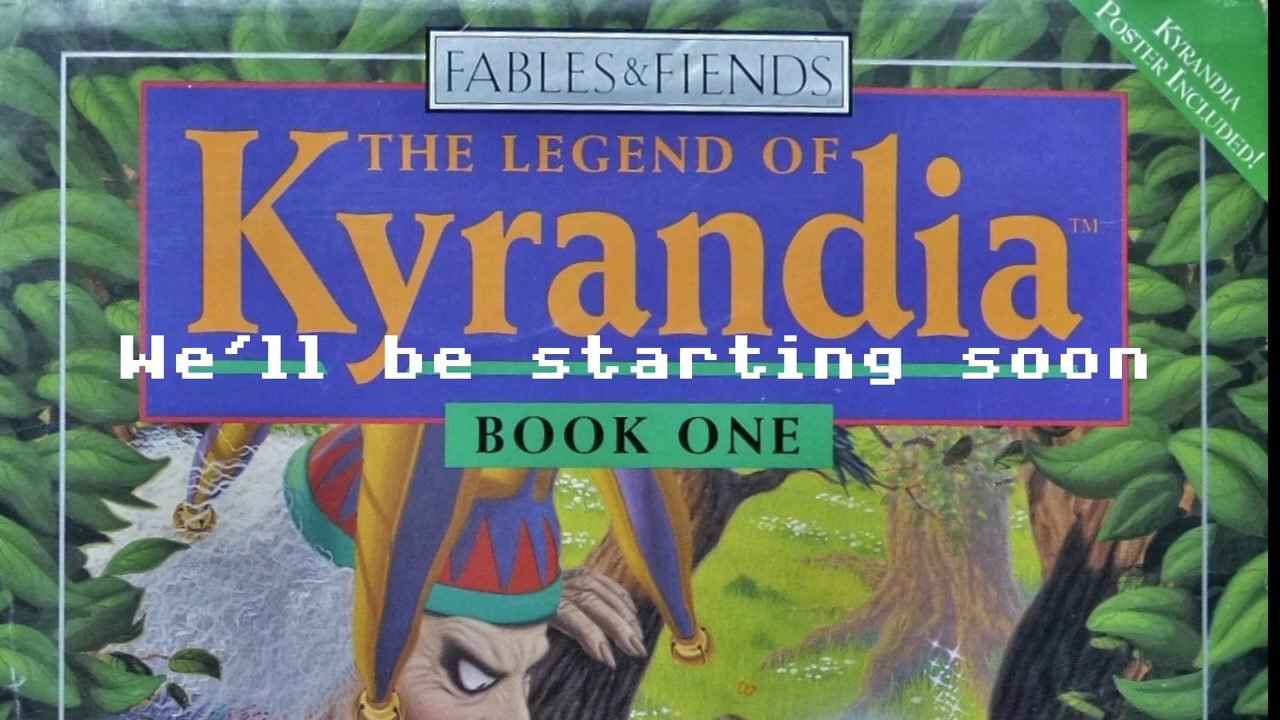 FABLES & FIENDS
KYRANDIA
POSTER INCLUDED!
THE LEGEND OF
Kyrandia™
We'll be starting soon
BOOK ONE